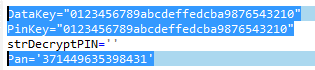 DataKey="0123456789abcdeffedcba9876543210"
PinKey="0123456789abcdeffedcba9876543210"
strDecryptPIN=''
Pan='371449635398431'